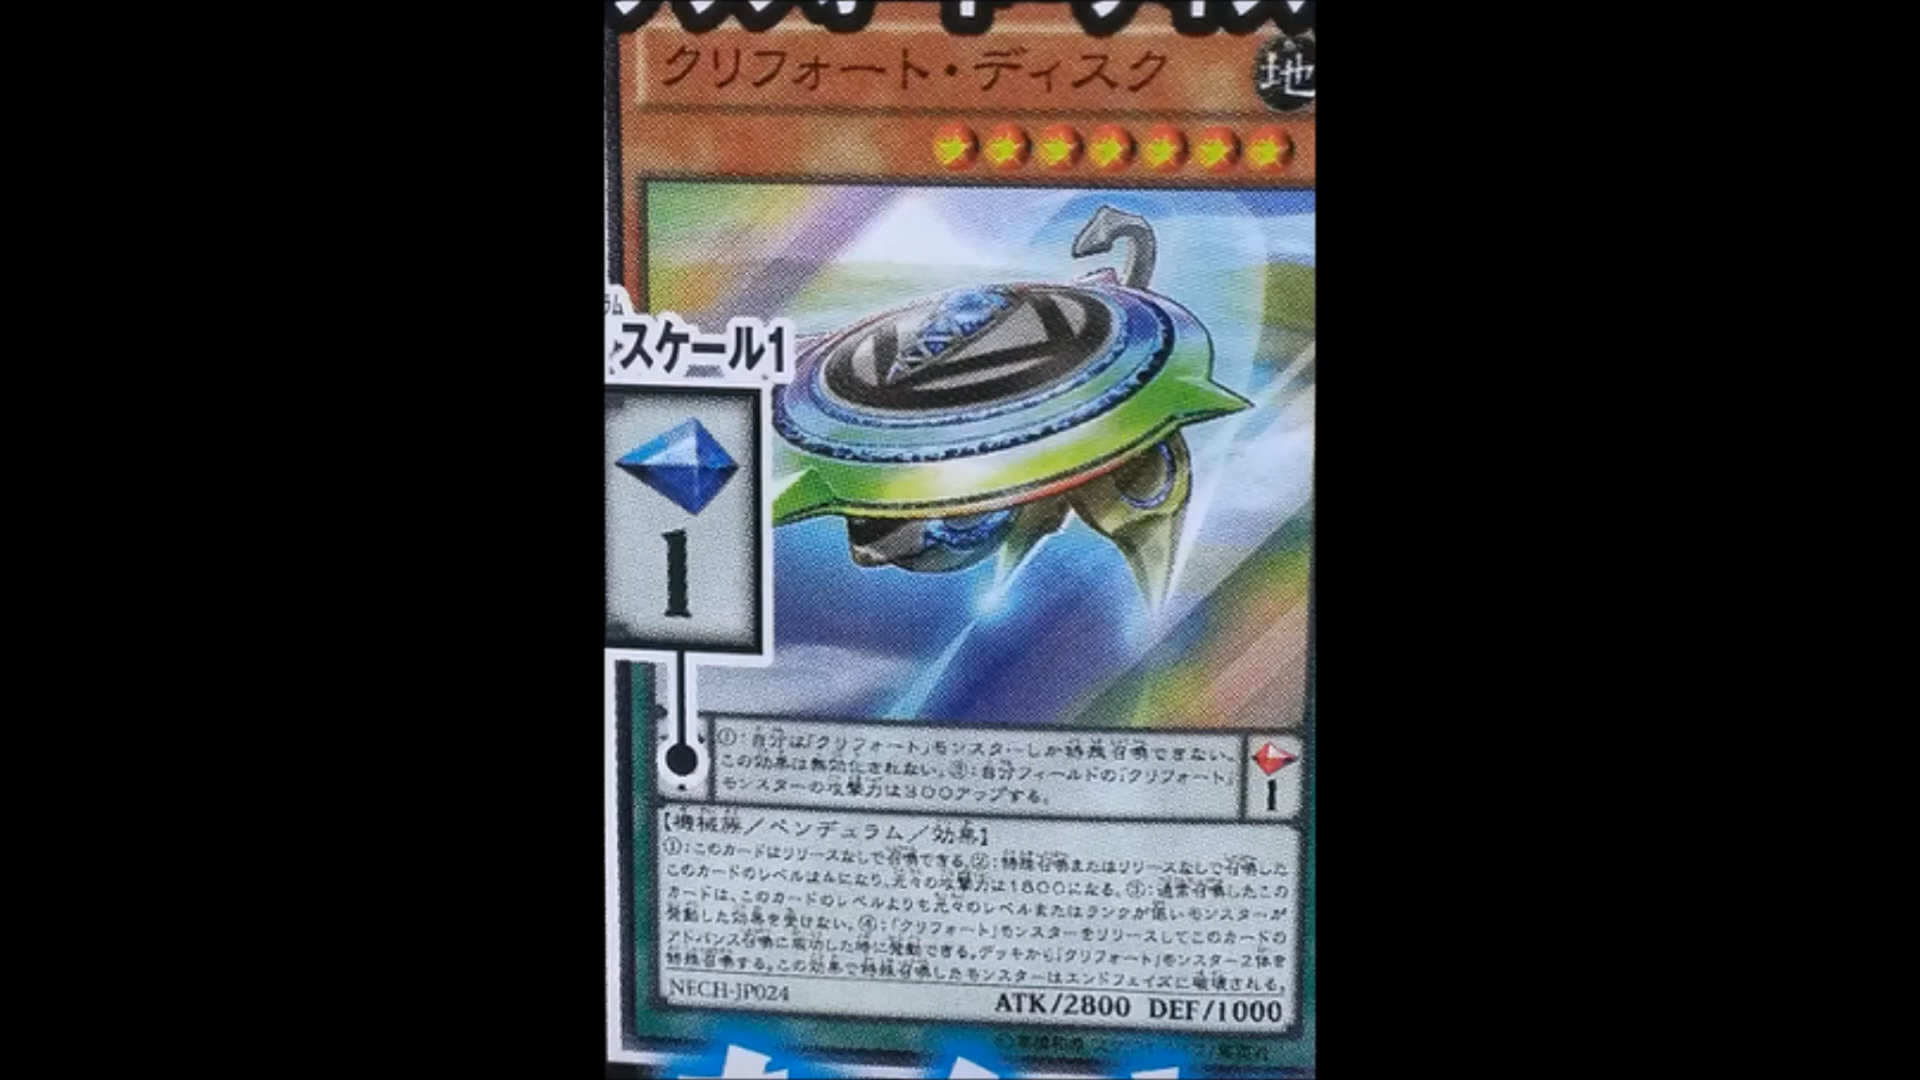 クリフォート・ディスク
地
スケール1
1
①：自分は「クリフォート」モンスターしか特殊召喚できない。
この効果は無効化されない。②：自分フィールドの「クリフォート」
モンスターの攻撃力は300アップする。
1
【機械族／ペンデュラム／効果】
①：このカードはリリースなしで召喚できる。②：特殊召喚またはリリースなしで召喚した
このカードのレベルは4になり、元々の攻撃力は1800になる。③：通常召喚したこの
カードは、このカードのレベルよりも元々のレベルまたはランクが低いモンスターが
発動した効果を受けない。④：「クリフォート」モンスターをリリースしてこのカードの
アドバンス召喚に成功した時に発動できる。デッキから「クリフォート」モンスター2体を
特殊召喚する。この効果で特殊召喚したモンスターはエンドフェイズに破壊される。
NECH-JP024
ATK/2800 DEF/1000